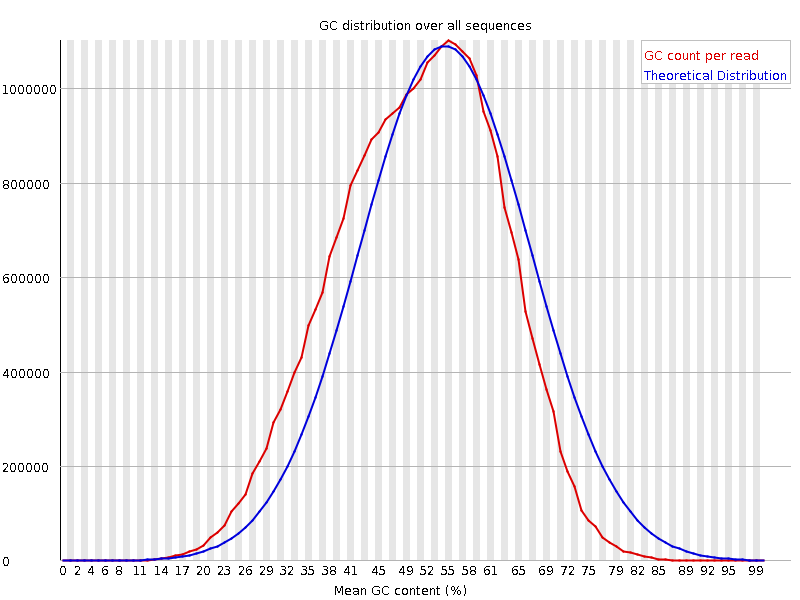 GC distribution over all sequences
GC count per read
Theoretical Distribution
1000000
800000
600000
400000
200000
0
0 2 4 6 8 11 14 17 20 23 26 29 32 35 38 41 45 49 52 55 58 61 65 69 72 75 79 82 85 89 92 95 99
Mean GC content (%)